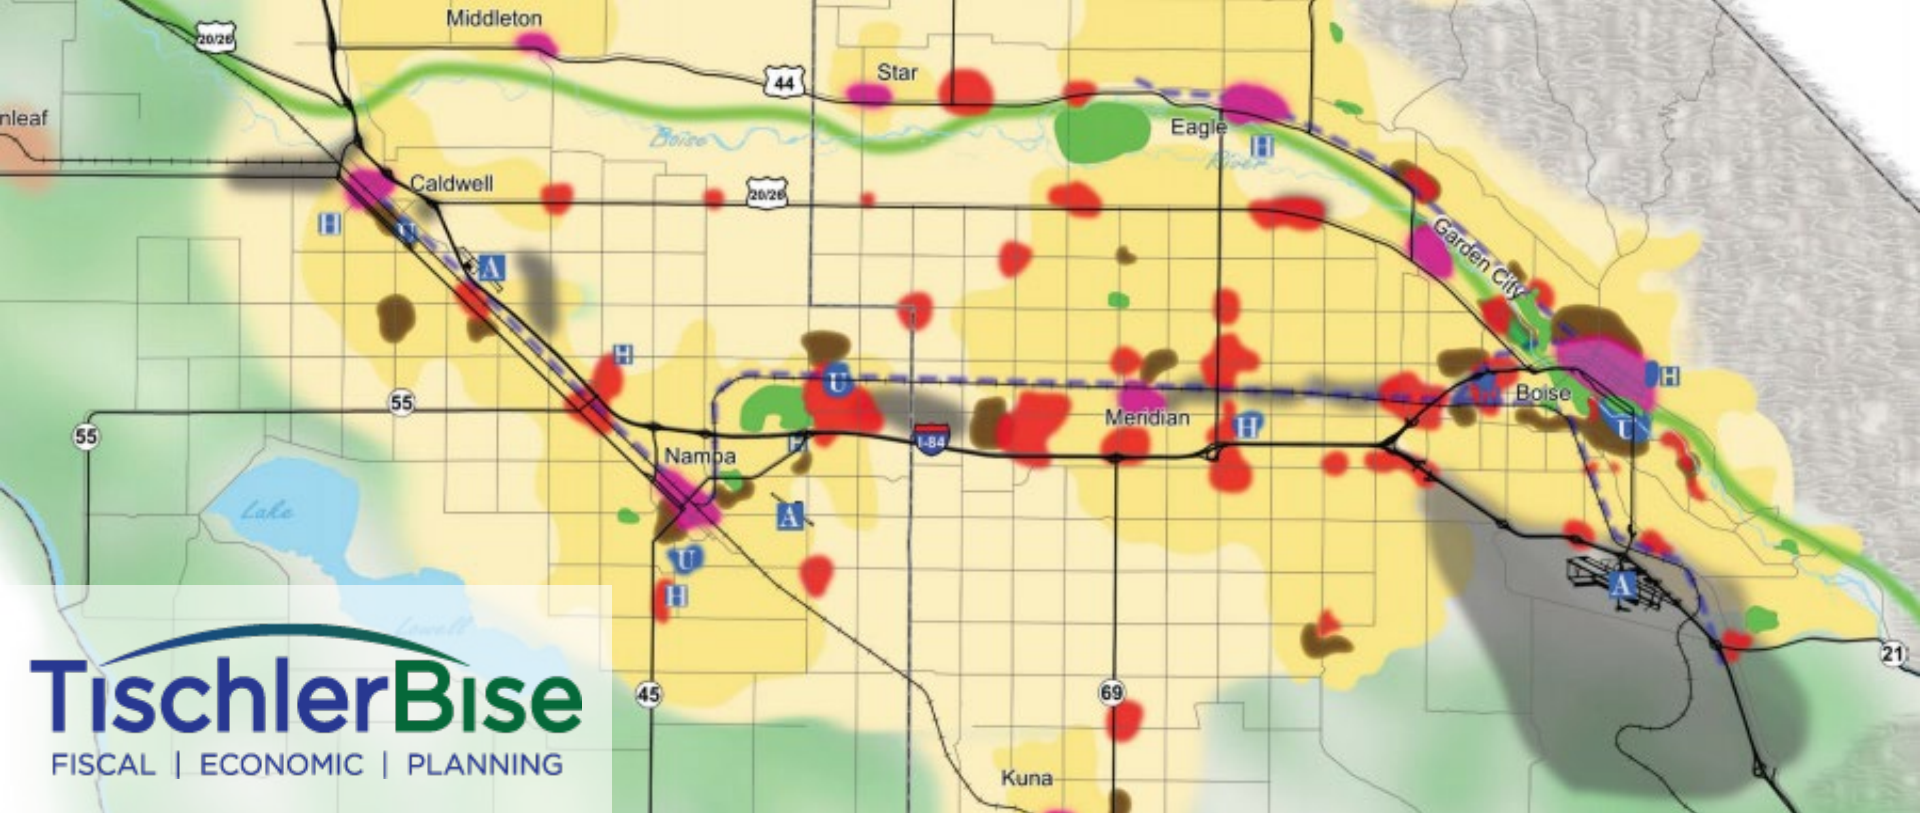 Middleton
20/26
44
Star
nleaf
Eagle
H
Boise
River
Caldwell
20/26
H
U
A
Garden City
H
U
H
55
Boise
55
Meridian
H
U
I-84
Nampa
H
A
Lake
U
A
H
Lowell
21
45
69
TischlerBise
FISCAL | ECONOMIC | PLANNING
Kuna